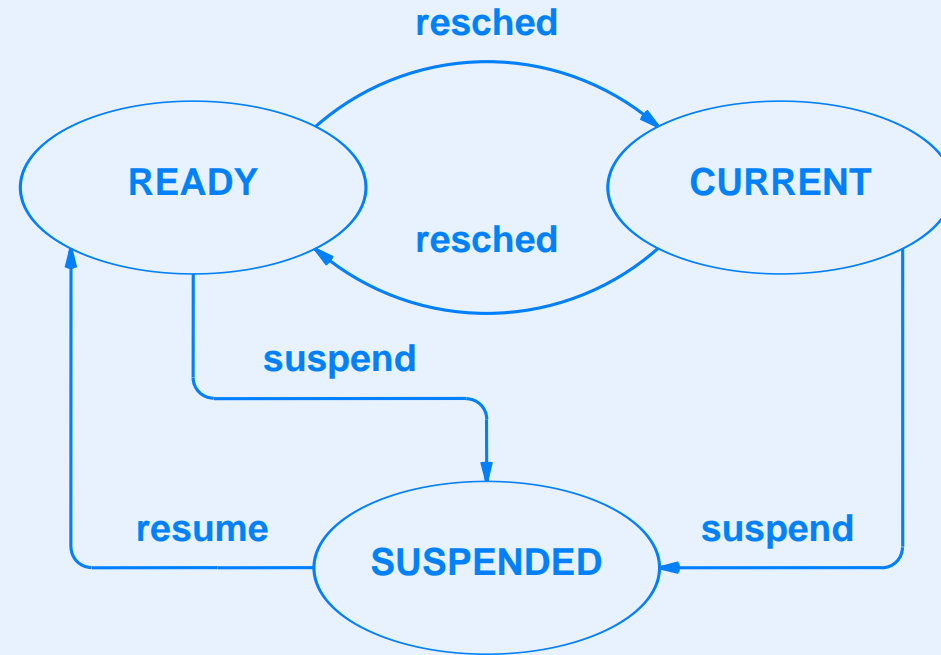 resched
READY
CURRENT
resched
suspend
resume
suspend
SUSPENDED